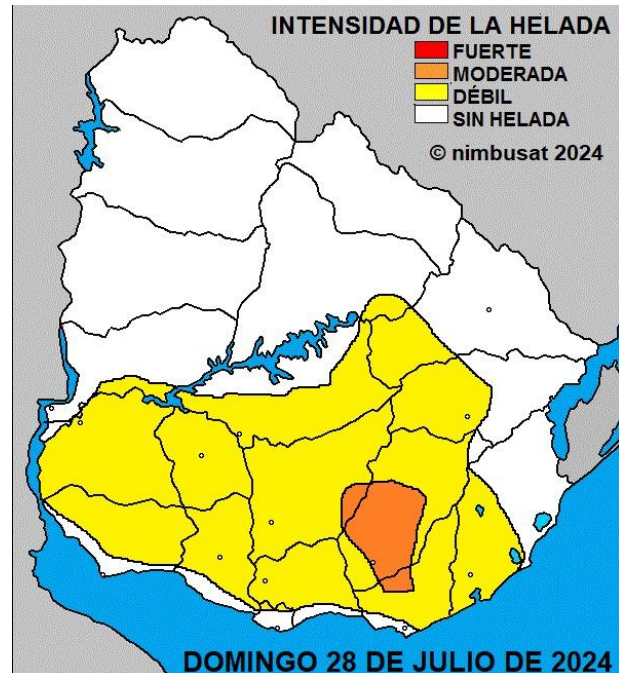 INTENSIDAD DE LA HELADA
FUERTE
MODERADA
DÉBIL
SIN HELADA
© nimbusat 2024
DOMINGO 28 DE JULIO DE 2024